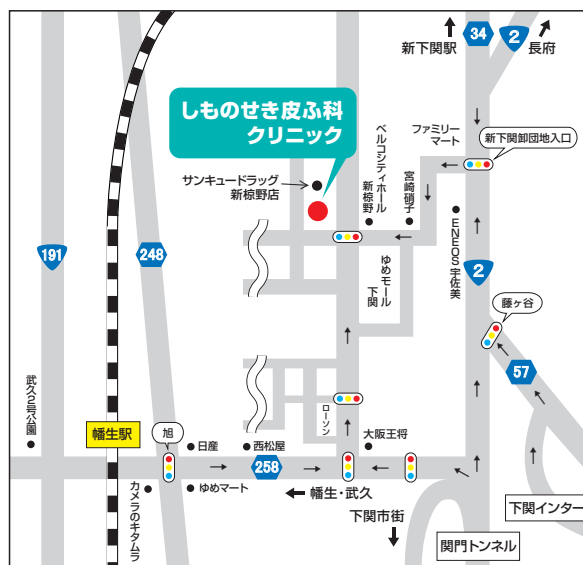 新下関駅
34
2
長府
しものせき皮ふ科
クリニック
ファミリー
マート
新下関卸団地入口
サンキュードラッグ
新椋野店
ベルコシティホール
新椋野
宮崎硝子
ENEOS宇佐美
191
248
2
ゆめモール
下関
藤ヶ谷
57
武久2号公園
幡生駅
旭
日産
西松屋
ローソン
大阪王将
258
カメラのキタムラ
ゆめマート
幡生・武久
下関市街
下関インター
関門トンネル